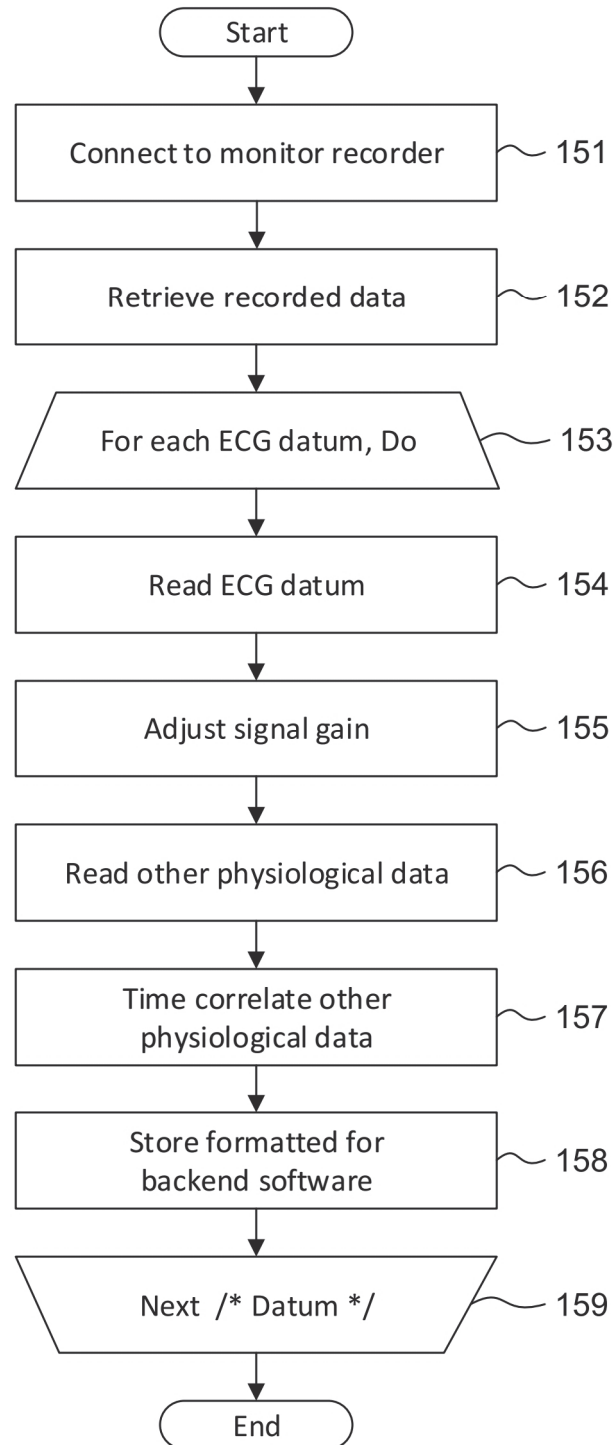 Start
Connect to monitor recorder
151
Retrieve recorded data
152
For each ECG datum, Do
153
Read ECG datum
154
Adjust signal gain
155
Read other physiological data
156
Time correlate other
physiological data
157
Store formatted for
backend software
158
Next /* Datum */
159
End